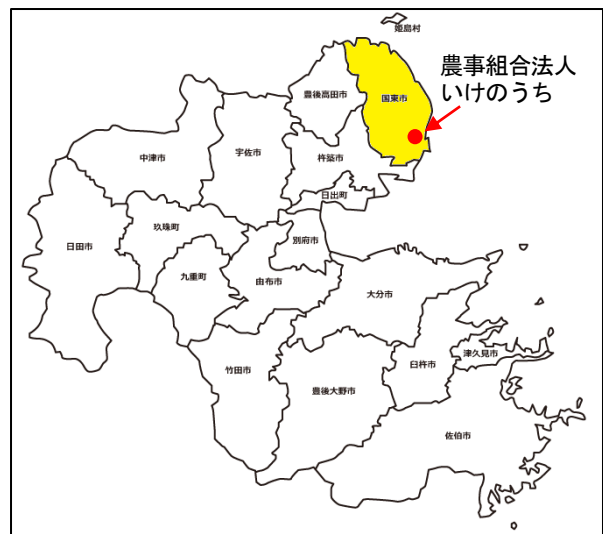 姫島村
農事組合法人
いけのうち
豊後高田市
国東市
中津市
宇佐市
杵築市
日出町
玖珠町
別府市
日田市
九重町
由布市
大分市
津久見市
竹田市
臼杵市
豊後大野市
佐伯市